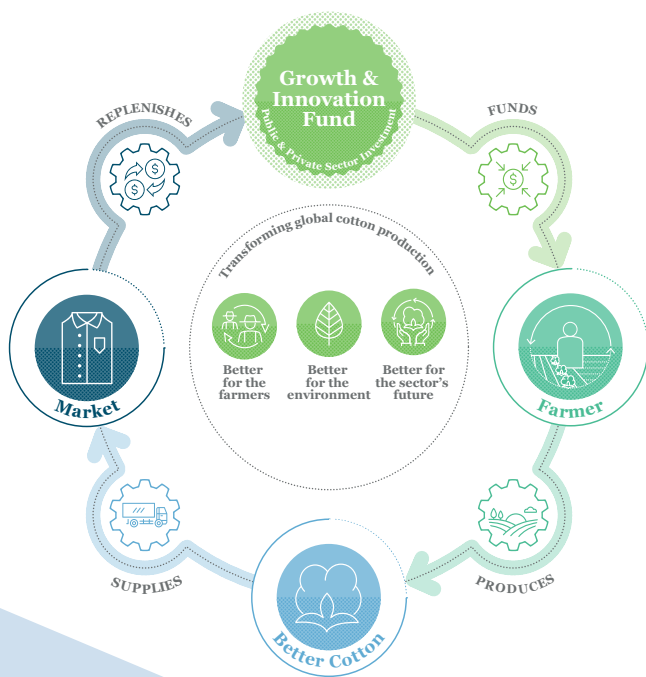 Growth &
Innovation
Fund
Public & Private Sector Investment
REPLENISHES
FUNDS
$
$
$
Transforming global cotton production
Better
for the
farmers
Better
for the
environment
Better for
the sector's
future
Market
Farmer
SUPPLIES
PRODUCES
Better Cotton